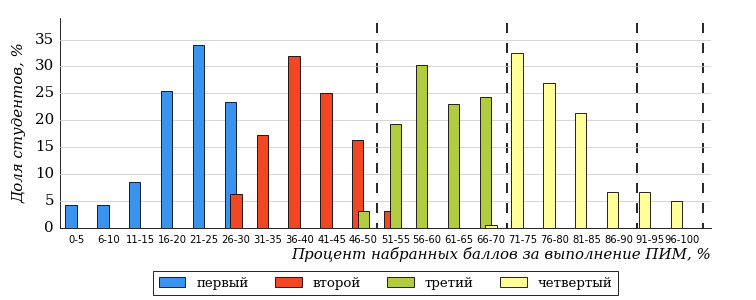 Доля студентов, %
35
30
25
20
15
10
5
0
0-5 6-10 11-15 16-20 21-25 26-30 31-35 36-40 41-45 46-50 51-55 56-60 61-65 66-70 71-75 76-80 81-85 86-90 91-95 96-100
Процент набранных баллов за выполнение ПИМ, %
первый второй третий четвертый